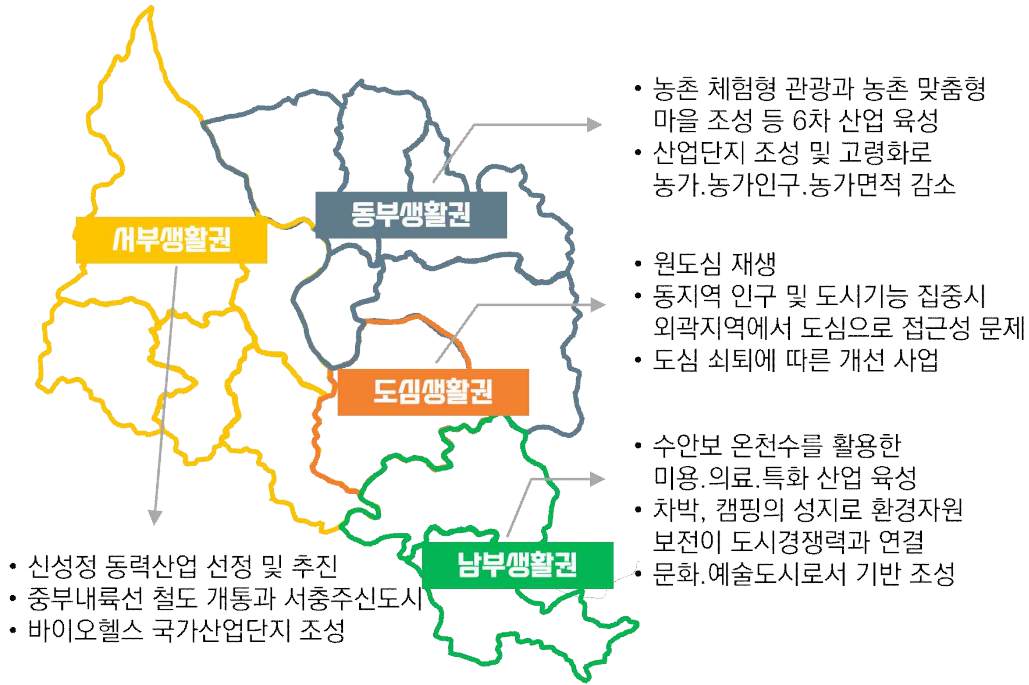 • 농촌 체험형 관광과 농촌 맞춤형
마을 조성 등 6차 산업 육성
• 산업단지 조성 및 고령화로
농가.농가인구.농가면적 감소
동부생활권
서부생활권
• 원도심 재생
• 동지역 인구 및 도시기능 집중시
외곽지역에서 도심으로 접근성 문제
• 도심 쇠퇴에 따른 개선 사업
도심생활권
• 수안보 온천수를 활용한
미용.의료.특화 산업 육성
• 차박, 캠핑의 성지로 환경자원
보전이 도시경쟁력과 연결
• 문화.예술도시로서 기반 조성
남부생활권
• 신성정 동력산업 선정 및 추진
• 중부내륙선 철도 개통과 서충주신도시
• 바이오헬스 국가산업단지 조성